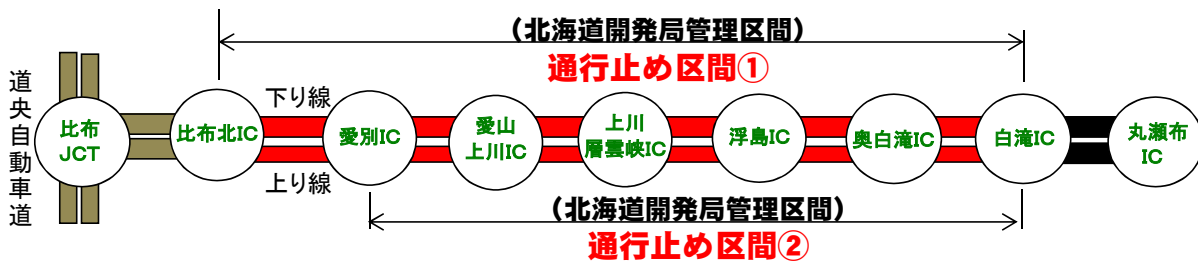 (北海道開発局管理区間)
通行止め区間①
道央自動車道
下り線
比布
JCT
比布北IC
愛別IC
愛山
上川IC
上川
層雲峡IC
浮島IC
奥白滝IC
白滝IC
丸瀬布
IC
上り線
(北海道開発局管理区間)
通行止め区間②